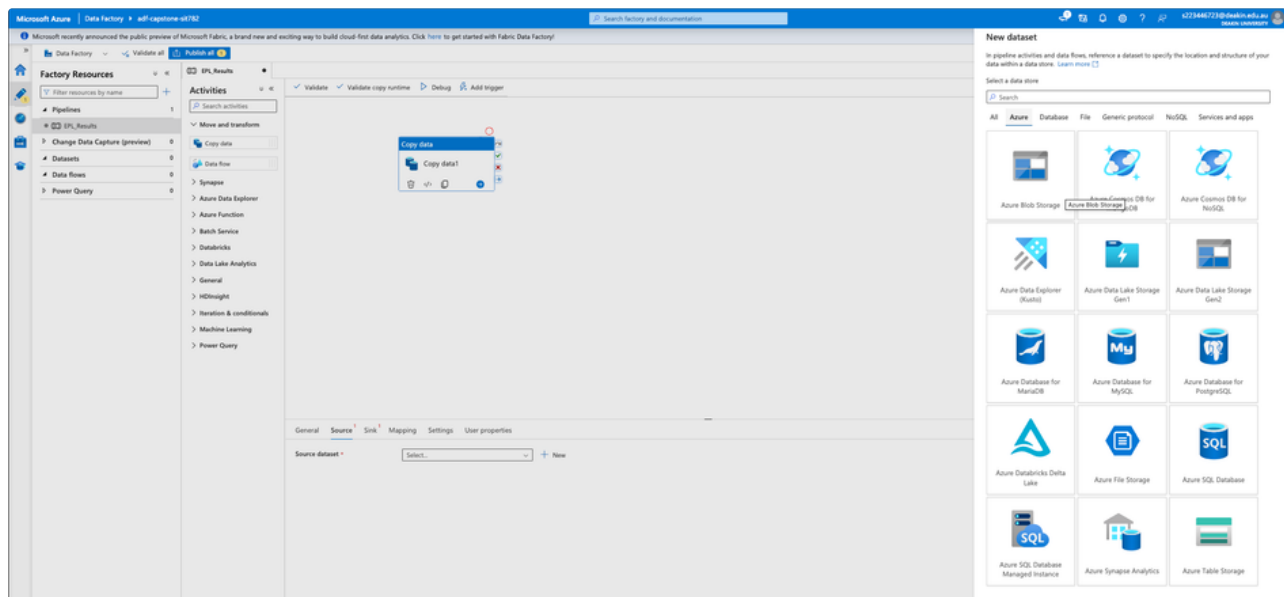 Microsoft Azure | Data Factory ▸ adf-capstone-sit782
Search factory and documentation
s223446723@deakin.edu.au
DEAKIN UNIVERSITY
Microsoft recently announced the public preview of Microsoft Fabric, a brand new and exciting way to build cloud-first data analytics. Click here to get started with Fabric Data Factory!
Data Factory
Validate all
Publish all 1
Factory Resources
Filter resources by name
Pipelines 1
EPL_Results
Change Data Capture (preview) 0
Datasets 0
Data flows 0
Power Query 0
EPL_Results
Activities
Search activities
Move and transform
Copy data
Data flow
Synapse
Azure Data Explorer
Azure Function
Batch Service
Databricks
Data Lake Analytics
General
HDInsight
Iteration & conditionals
Machine Learning
Power Query
Validate
Validate copy runtime
Debug
Add trigger
Copy data
Copy data1
General Source 1 Sink 1 Mapping Settings User properties
Source dataset *
Select...
New
New dataset
In pipeline activities and data flows, reference a dataset to specify the location and structure of your
data within a data store. Learn more
Select a data store
Search
All Azure Database File Generic protocol NoSQL Services and apps
Azure Blob Storage
Azure Blob Storage
Azure Cosmos DB for
NoSQL
Azure Data Explorer
(Kusto)
Azure Data Lake Storage
Gen1
Azure Data Lake Storage
Gen2
Azure Database for
MariaDB
My
Azure Database for
MySQL
Azure Database for
PostgreSQL
Azure Databricks Delta
Lake
Azure File Storage
SQL
Azure SQL Database
SQL
Azure SQL Database
Managed Instance
Azure Synapse Analytics
Azure Table Storage